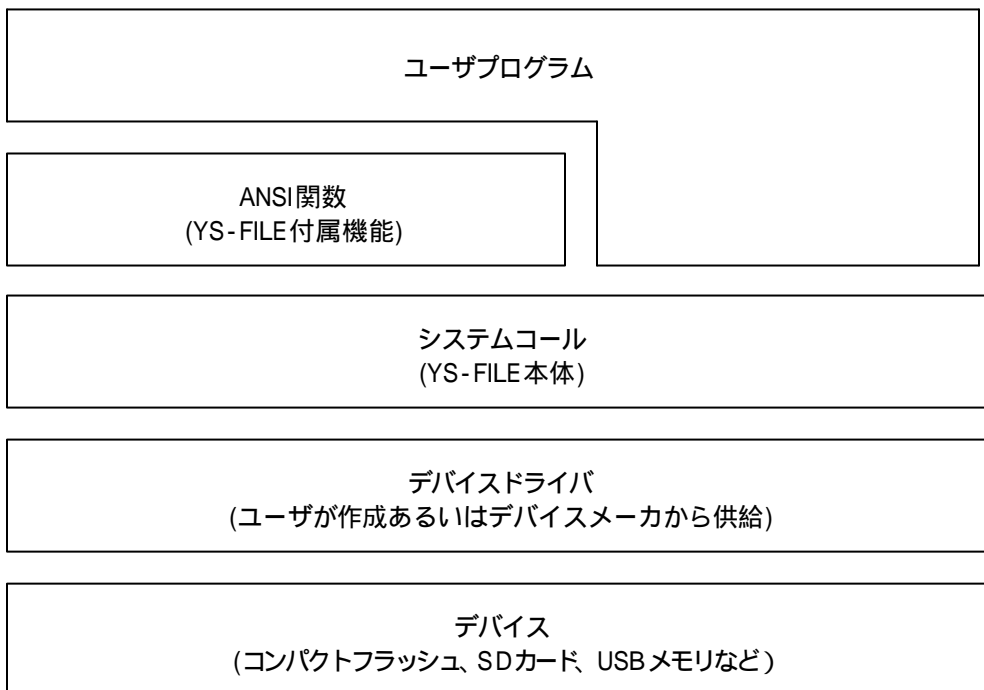 ユーザプログラム
ANSI関数
(YS-FILE付属機能)
システムコール
(YS-FILE本体)
デバイスドライバ
(ユーザが作成あるいはデバイスメーカから供給)
デバイス
(コンパクトフラッシュ、SDカード、USBメモリなど)